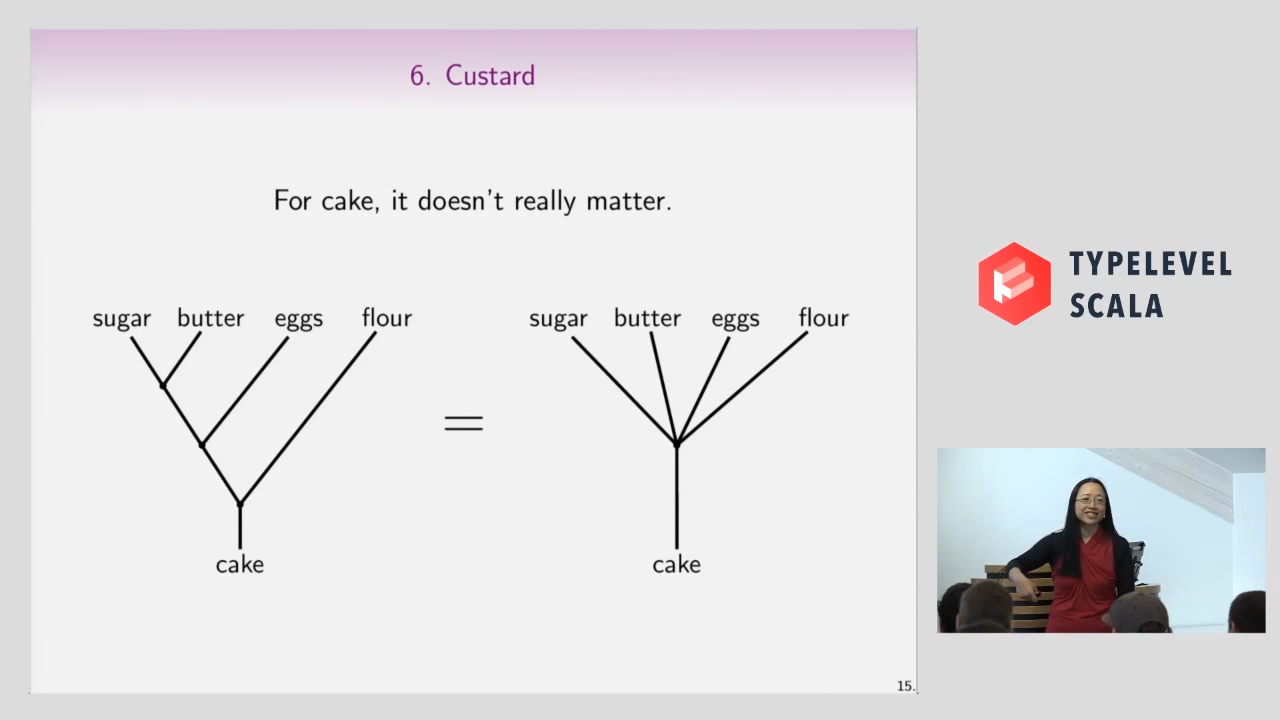 6. Custard
For cake, it doesn't really matter.
sugar butter eggs flour
sugar butter eggs flour
=
cake
cake
15.
TYPELEVEL
SCALA